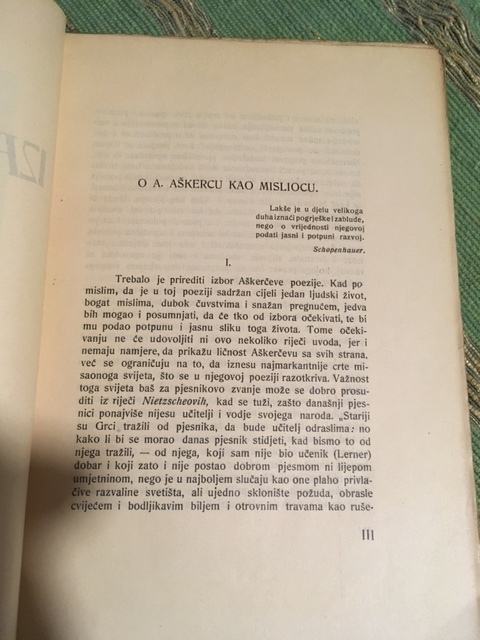 O A. AŠKERCU KAO MISLIOCU.
Lakše je u djelu velikoga
duha iznaći pogrješke i zablude,
nego o vrijednosti njegovoj
podati jasni i potpuni razvoj.
Schopenhauer.
I.
Trebalo je prirediti izbor Aškerčeve poezije. Kad po
mislim, da je u toj poeziji sadržan cijeli jedan ljudski život,
bogat mislima, dubok čuvstvima i snažan pregnućem, jedva
bih mogao i posumnjati, da će tko od izbora očekivati, te bi
mu podao potpunu i jasnu sliku toga života. Tome očeki-
vanju ne će udovoljiti ni ovo nekoliko riječi uvoda, jer i
nemaju namjere, da prikažu ličnost Aškerčevu sa svih strana,
već se ograničuju na to, da iznesu najmarkantnije crte mi-
saonoga svijeta, što se u njegovoj poeziji razotkriva. Važnost
toga svijeta baš za pjesnikovo zvanje može se dobro prosu-
diti iz riječi Nietzscheovih, kad se tuži, zašto današnji pje-
snici ponajviše nijesu učitelji i vodje svojega naroda. „Stariji
su Grci tražili od pjesnika, da bude učitelj odraslima: no
kako li bi se morao danas pjesnik stidjeti, kad bismo to od
njega tražili, — od njega, koji sam nije bio učenik (Lerner)
dobar i koji zato i nije postao dobrom pjesmom ni lijepom
umjetninom, nego je u najboljem slučaju kao one plaho privla-
čive razvaline svetišta, ali ujedno sklonište požuda, obrasle
cvijećem i bodljikavim biljem i otrovnim travama kao ruše-
III
IZ